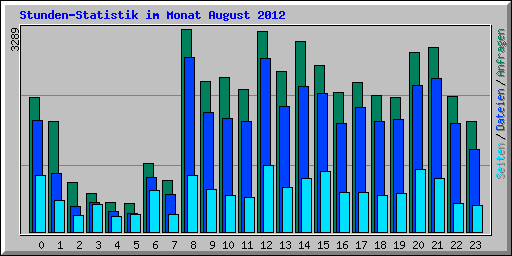 Stunden-Statistik im Monat August 2012
3289
Seiten / Dateien / Anfragen
0 1 2 3 4 5 6 7 8 9 10 11 12 13 14 15 16 17 18 19 20 21 22 23